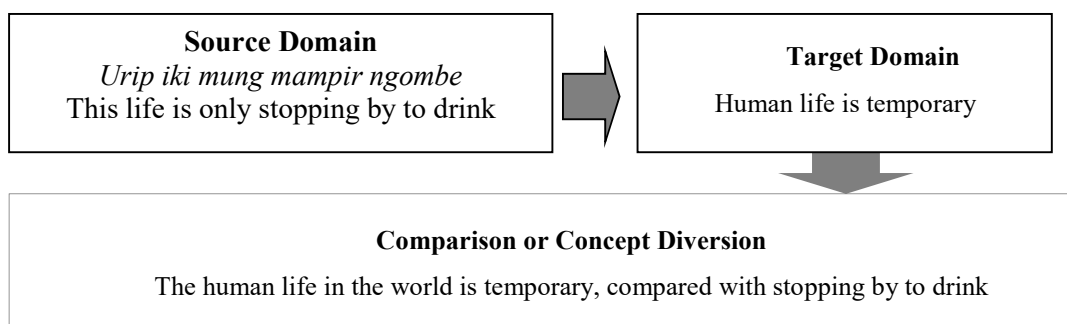 Source Domain
Urip iki mung mampir ngombe
This life is only stopping by to drink
Target Domain
Human life is temporary
Comparison or Concept Diversion
The human life in the world is temporary, compared with stopping by to drink